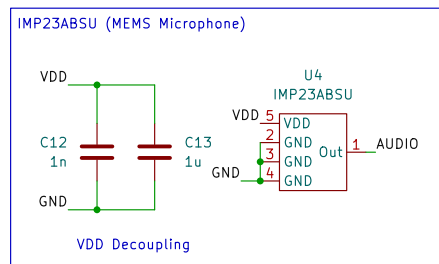 IMP23ABSU (MEMS Microphone)
VDD
C12
1n
C13
1u
GND
VDD Decoupling
U4
IMP23ABSU
VDD
5
VDD
2
GND
3
GND
4
GND
GND
Out
1
AUDIO